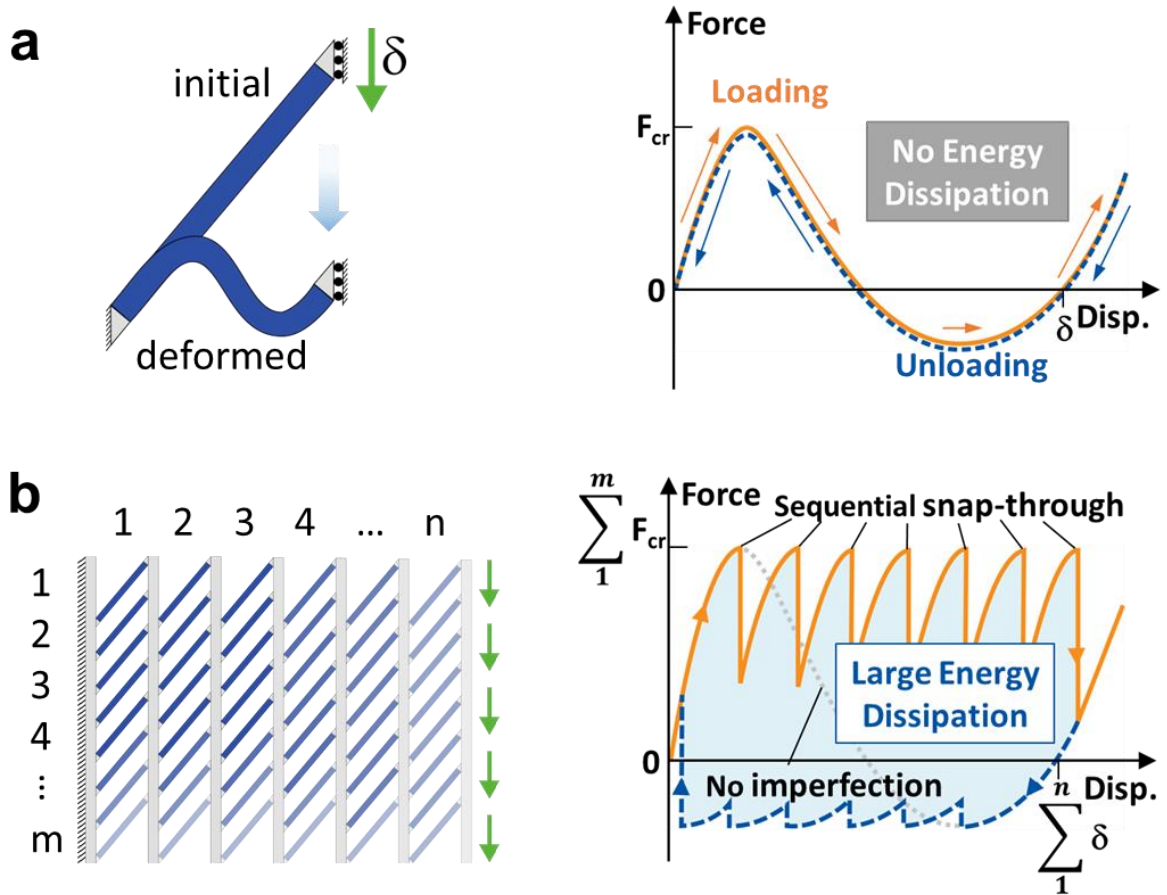 a
initial
δ
deformed
Force
Loading
F_cr
No Energy
Dissipation
0
δ Disp.
Unloading
b
1 2 3 4 ... n
1
2
3
4
⋮
m
Force
Sequential snap-through
m
∑ F_cr
1
Large Energy
Dissipation
0
No imperfection
Disp.
n
∑ δ
1